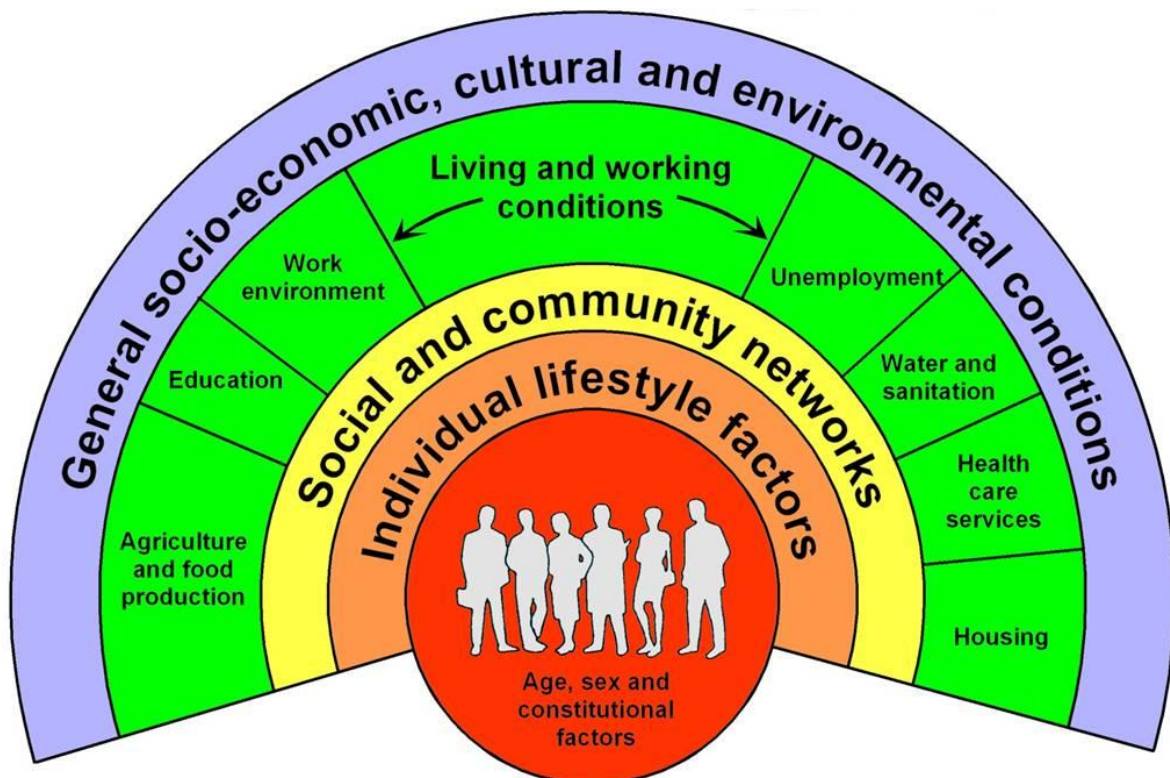 General socio-economic, cultural and environmental conditions
Living and working
conditions
Work
environment
Unemployment
Education
Water and
sanitation
Agriculture
and food
production
Health
care
services
Housing
Social and community networks
Individual lifestyle factors
Age, sex and
constitutional
factors